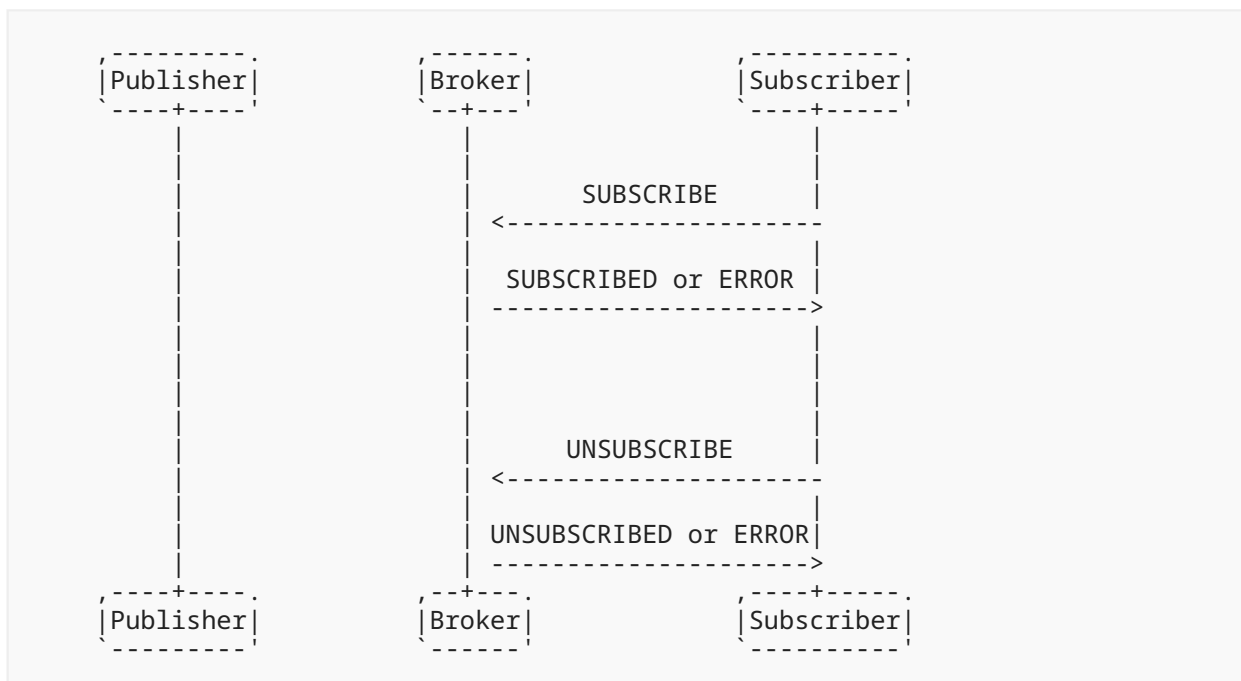 Publisher Broker Subscriber
SUBSCRIBE
SUBSCRIBED or ERROR
UNSUBSCRIBE
UNSUBSCRIBED or ERROR
Publisher Broker Subscriber